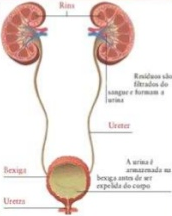 Rins
Resíduos são
filtrados do
sangue e formam a
urina
Ureter
A urina é
armazenada na
bexiga antes de ser
expelida do corpo
Bexiga
Uretra